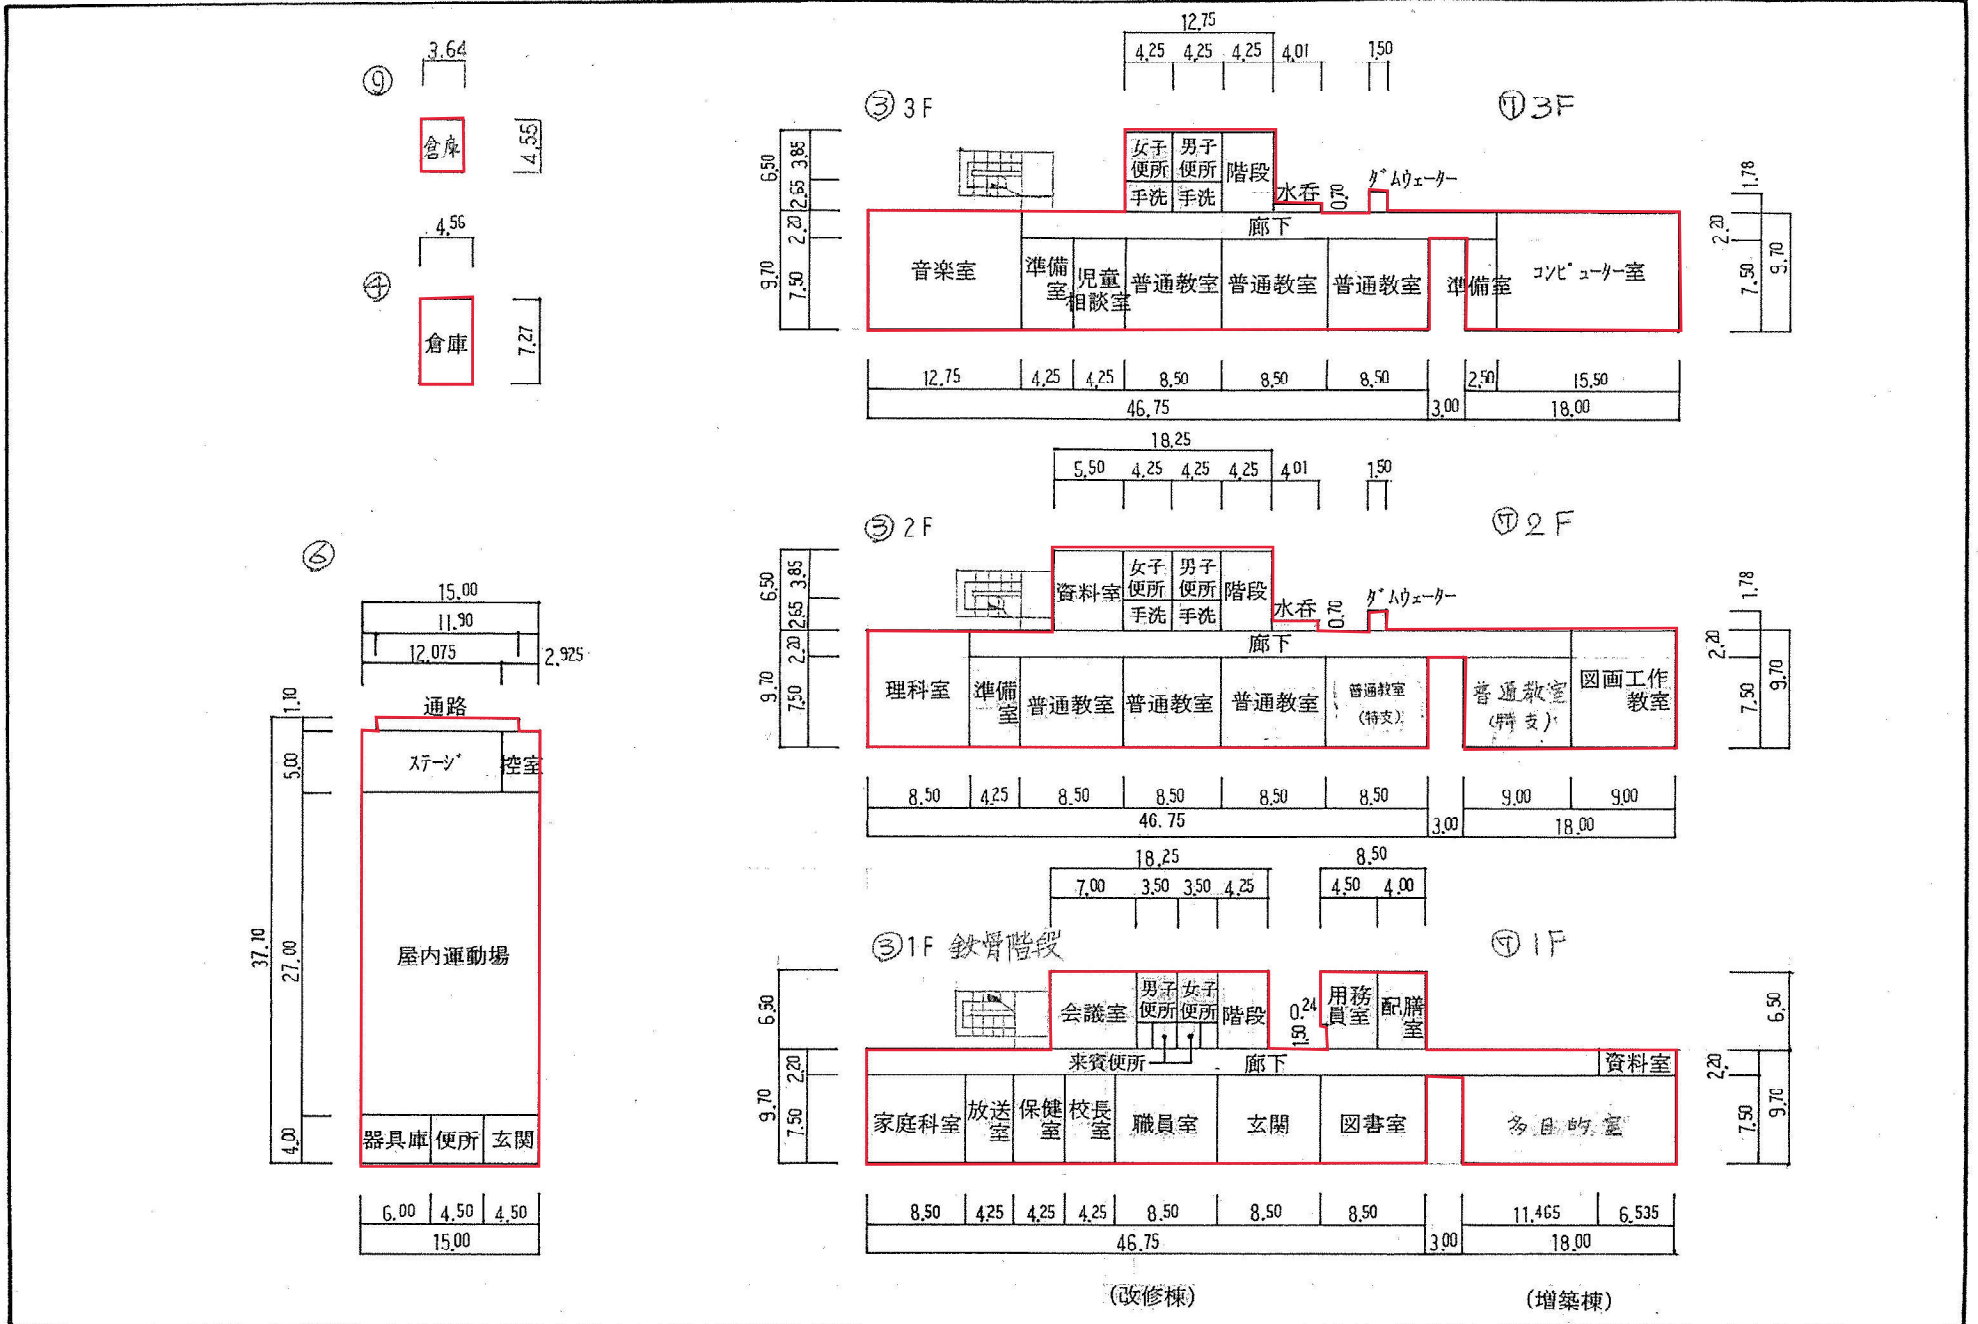 ⑨
3.64
倉庫
4.55
④
4.56
倉庫
7.27
⑥
15.00
11.90
12.075
2.925
通路
1.10
ステージ
控室
5.00
屋内運動場
27.00
37.10
器具庫
便所
玄関
4.00
6.00 4.50 4.50
15.00
③3F
⑦3F
12.75
4.25 4.25 4.25 4.01 1.50
女子便所
男子便所
階段
手洗
手洗
水呑
0.70
ダムウェーター
6.50
3.85
2.65
2.20
9.70
7.50
廊下
音楽室
準備室
児童相談室
普通教室
普通教室
普通教室
準備室
コンピューター室
1.78
2.20
7.50
9.70
12.75 4.25 4.25 8.50 8.50 8.50 2.50 15.50
46.75 3.00 18.00
③2F
⑦2F
18.25
5.50 4.25 4.25 4.25 4.01 1.50
資料室
女子便所
男子便所
階段
手洗
手洗
水呑
0.70
ダムウェーター
6.50
3.85
2.65
2.20
9.70
7.50
廊下
理科室
準備室
普通教室
普通教室
普通教室
普通教室
(特支)
普通教室
(特支)
図画工作教室
1.78
2.20
7.50
9.70
8.50 4.25 8.50 8.50 8.50 8.50 9.00 9.00
46.75 3.00 18.00
③1F 鉄骨階段
⑦1F
18.25 8.50
7.00 3.50 3.50 4.25 4.50 4.00
会議室
男子便所
女子便所
階段
0.24
1.50
用務員室
配膳室
6.50
2.20
9.70
7.50
来賓便所
廊下
資料室
家庭科室
放送室
保健室
校長室
職員室
玄関
図書室
多目的室
6.50
2.20
7.50
9.70
8.50 4.25 4.25 4.25 8.50 8.50 8.50 11.465 6.535
46.75 3.00 18.00
(改修棟)
(増築棟)